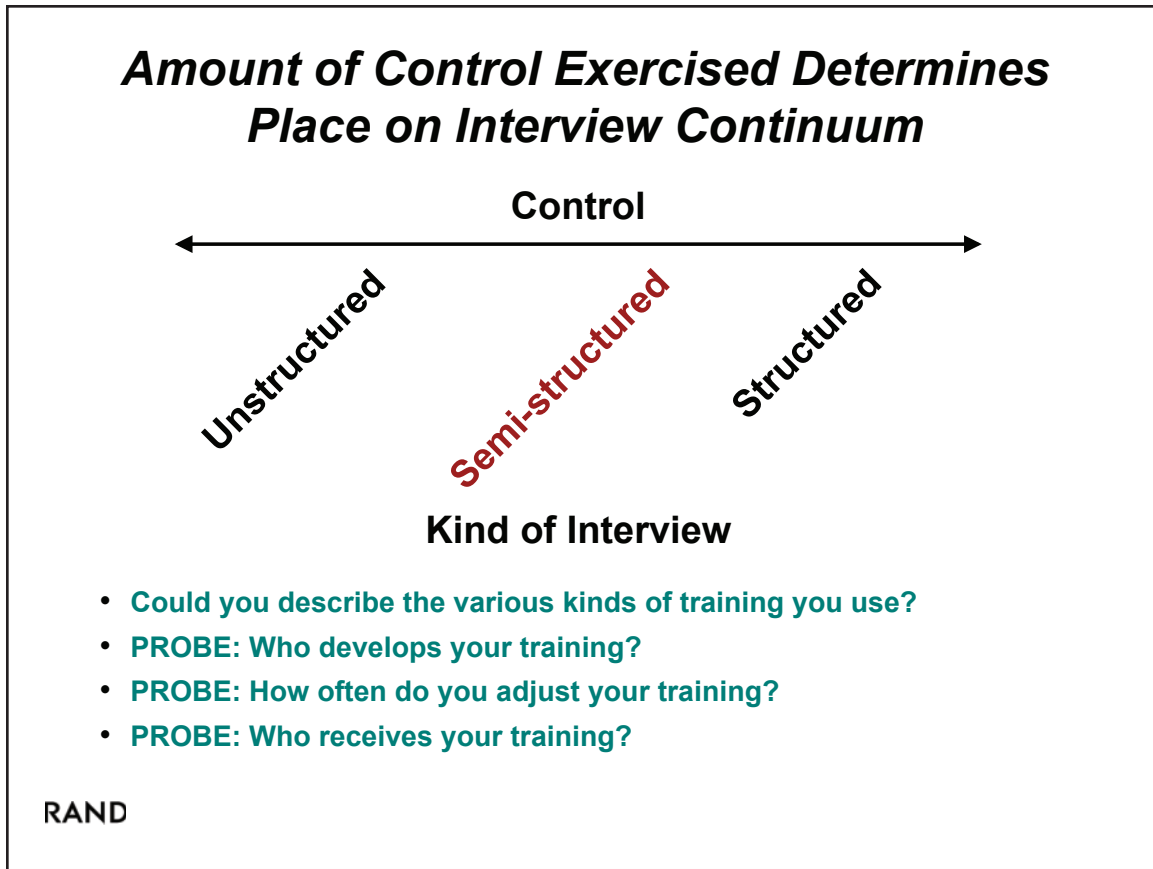 Amount of Control Exercised Determines
Place on Interview Continuum
Control
Unstructured
Semi-structured
Structured
Kind of Interview
• Could you describe the various kinds of training you use?
• PROBE: Who develops your training?
• PROBE: How often do you adjust your training?
• PROBE: Who receives your training?
RAND